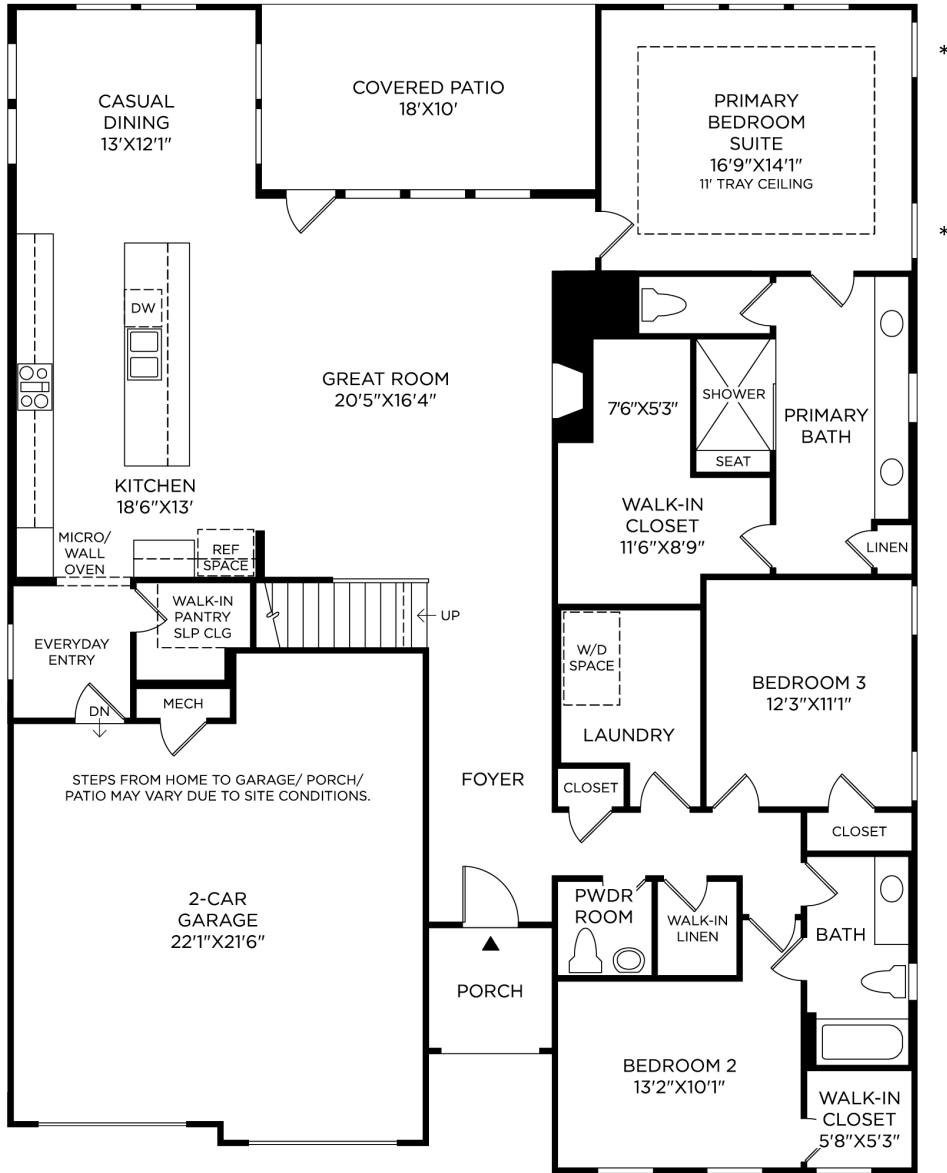 CASUAL
DINING
13'X12'1"
COVERED PATIO
18'X10'
PRIMARY
BEDROOM
SUITE
16'9"X14'1"
11' TRAY CEILING
*
*
DW
GREAT ROOM
20'5"X16'4"
7'6"X5'3"
SHOWER
SEAT
PRIMARY
BATH
KITCHEN
18'6"X13'
WALK-IN
CLOSET
11'6"X8'9"
LINEN
MICRO/
WALL
OVEN
REF
SPACE
WALK-IN
PANTRY
SLP CLG
UP
EVERYDAY
ENTRY
W/D
SPACE
LAUNDRY
BEDROOM 3
12'3"X11'1"
DN
MECH
STEPS FROM HOME TO GARAGE/ PORCH/
PATIO MAY VARY DUE TO SITE CONDITIONS.
FOYER
CLOSET
CLOSET
2-CAR
GARAGE
22'1"X21'6"
PWDR
ROOM
WALK-IN
LINEN
BATH
PORCH
BEDROOM 2
13'2"X10'1"
WALK-IN
CLOSET
5'8"X5'3"